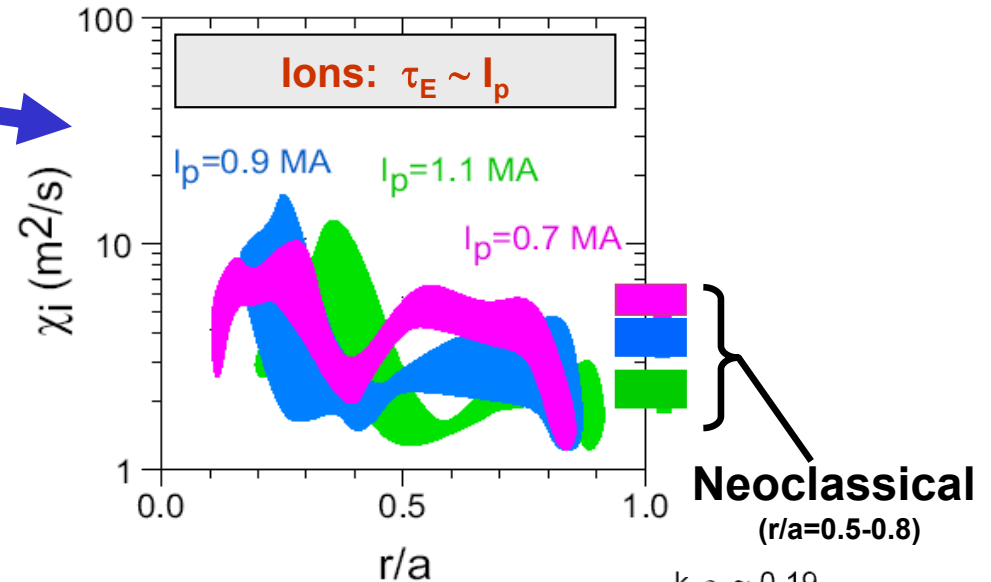 100
Ions: τE ~ Ip
Ip=0.9 MA
Ip=1.1 MA
Ip=0.7 MA
10
χi (m2/s)
1
0.0
0.5
1.0
r/a
Neoclassical
(r/a=0.5-0.8)